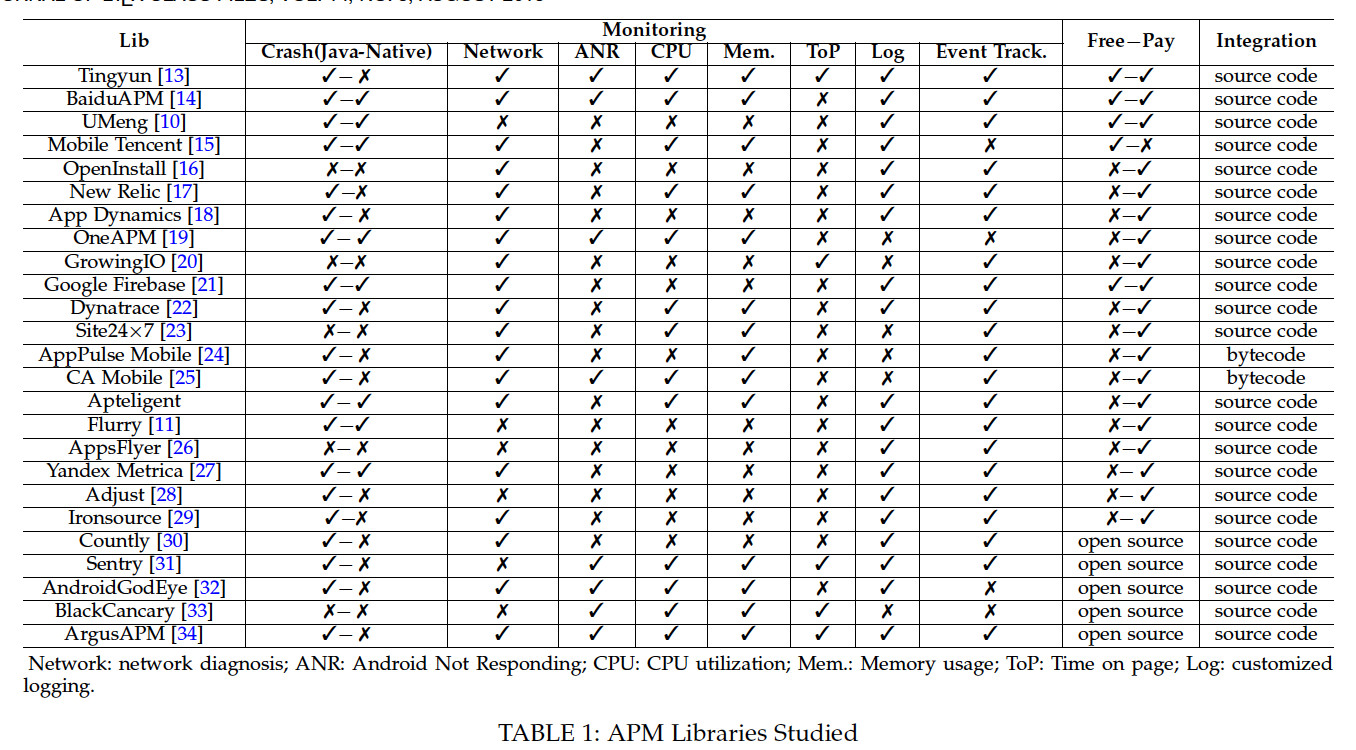 Lib Monitoring Free−Pay Integration
Crash(Java-Native) Network ANR CPU Mem. ToP Log Event Track.
Tingyun [13] ✓– ✗ ✓ ✓ ✓ ✓ ✓ ✓ ✓ ✓–✓ source code
BaiduAPM [14] ✓–✓ ✓ ✓ ✓ ✓ ✗ ✓ ✓ ✓–✓ source code
UMeng [10] ✓–✓ ✗ ✗ ✗ ✗ ✗ ✓ ✓ ✓–✓ source code
Mobile Tencent [15] ✓–✓ ✓ ✗ ✓ ✓ ✗ ✓ ✗ ✓–✗ source code
OpenInstall [16] ✗–✗ ✓ ✗ ✗ ✗ ✗ ✓ ✓ ✗–✓ source code
New Relic [17] ✓–✗ ✓ ✗ ✓ ✓ ✗ ✓ ✓ ✗–✓ source code
App Dynamics [18] ✓– ✗ ✓ ✗ ✗ ✗ ✗ ✓ ✓ ✗–✓ source code
OneAPM [19] ✓– ✓ ✓ ✓ ✓ ✓ ✗ ✗ ✗ ✗–✓ source code
GrowingIO [20] ✗–✗ ✓ ✗ ✗ ✗ ✓ ✗ ✓ ✗–✓ source code
Google Firebase [21] ✓–✓ ✓ ✗ ✗ ✗ ✗ ✓ ✓ ✓–✓ source code
Dynatrace [22] ✓– ✗ ✓ ✗ ✓ ✓ ✗ ✓ ✓ ✗–✓ source code
Site24×7 [23] ✗– ✗ ✓ ✗ ✓ ✓ ✗ ✗ ✓ ✗–✓ source code
AppPulse Mobile [24] ✓– ✗ ✓ ✗ ✗ ✓ ✗ ✗ ✓ ✗–✓ bytecode
CA Mobile [25] ✓– ✗ ✓ ✓ ✓ ✓ ✗ ✗ ✓ ✗–✓ bytecode
Apteligent ✓– ✓ ✓ ✗ ✓ ✓ ✗ ✓ ✓ ✗–✓ source code
Flurry [11] ✓–✓ ✗ ✗ ✗ ✗ ✗ ✓ ✓ ✗–✓ source code
AppsFlyer [26] ✗– ✗ ✗ ✗ ✗ ✗ ✗ ✓ ✓ ✗–✓ source code
Yandex Metrica [27] ✓– ✓ ✓ ✗ ✗ ✗ ✗ ✓ ✓ ✗– ✓ source code
Adjust [28] ✓– ✗ ✗ ✗ ✗ ✗ ✗ ✓ ✓ ✗– ✓ source code
Ironsource [29] ✓–✗ ✓ ✗ ✗ ✗ ✗ ✓ ✓ ✗– ✓ source code
Countly [30] ✓– ✗ ✓ ✗ ✗ ✗ ✗ ✓ ✓ open source source code
Sentry [31] ✓– ✗ ✗ ✓ ✓ ✓ ✓ ✓ ✓ open source source code
AndroidGodEye [32] ✓– ✗ ✓ ✓ ✓ ✓ ✗ ✓ ✗ open source source code
BlackCancary [33] ✗– ✗ ✗ ✓ ✓ ✓ ✓ ✗ ✗ open source source code
ArgusAPM [34] ✓– ✗ ✓ ✓ ✓ ✓ ✓ ✓ ✓ open source source code
Network: network diagnosis; ANR: Android Not Responding; CPU: CPU utilization; Mem.: Memory usage; ToP: Time on page; Log: customized
logging.
TABLE 1: APM Libraries Studied